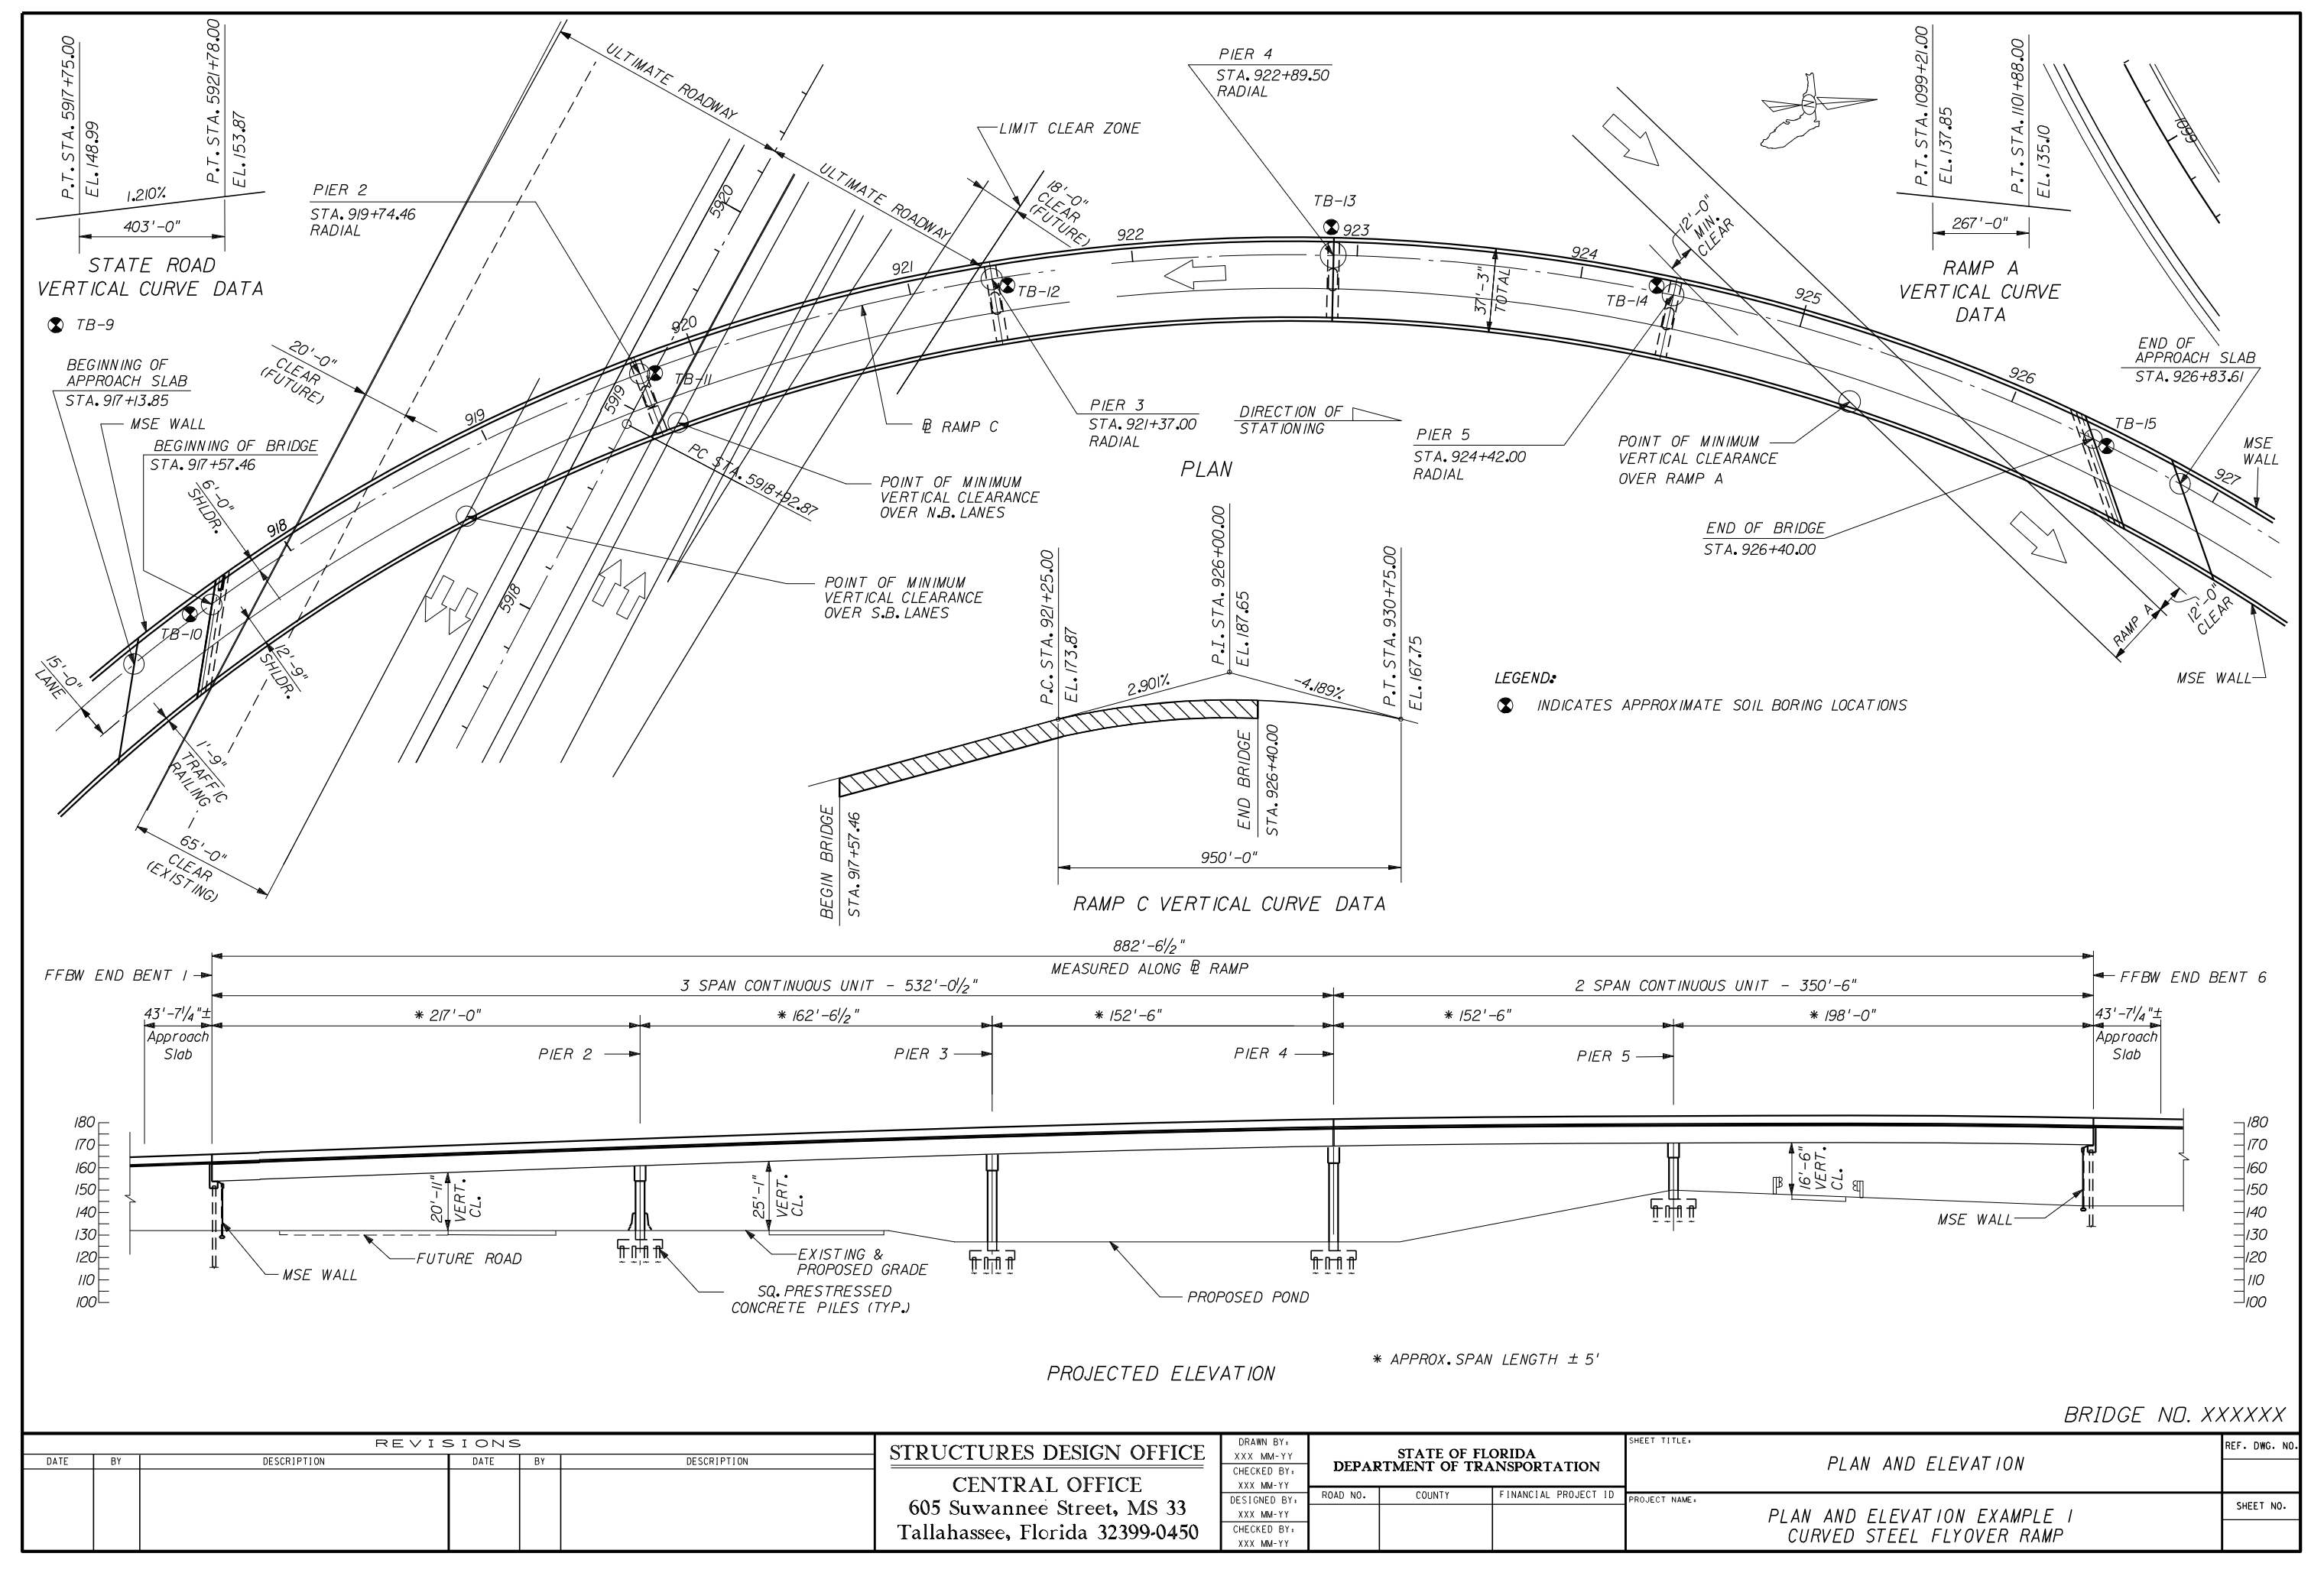 P.T. STA. 5917+75.00
EL. 148.99
P.T. STA. 5921+78.00
EL. 153.87
1.210%
403'-0"
STATE ROAD
VERTICAL CURVE DATA
TB-9
BEGINNING OF
APPROACH SLAB
STA. 917+13.85
MSE WALL
BEGINNING OF BRIDGE
STA. 917+57.46
6'-0"
SHLDR.
TB-10
15'-0"
LANE
12'-9"
SHLDR.
1'-9"
TRAFFIC
RAILING
65'-0"
CLEAR
(EXISTING)
20'-0"
CLEAR
(FUTURE)
PIER 2
STA. 919+74.46
RADIAL
ULTIMATE ROADWAY
ULTIMATE ROADWAY
918
919
920
921
922
923
924
925
926
927
5918
5919
5920
TB-11
PC STA. 5918+92.87
LIMIT CLEAR ZONE
18'-0"
CLEAR
(FUTURE)
TB-12
℄ RAMP C
POINT OF MINIMUM
VERTICAL CLEARANCE
OVER N.B. LANES
POINT OF MINIMUM
VERTICAL CLEARANCE
OVER S.B. LANES
PIER 3
STA. 921+37.00
RADIAL
PIER 4
STA. 922+89.50
RADIAL
TB-13
37'-3"
TOTAL
DIRECTION OF
STATIONING
PLAN
PIER 5
STA. 924+42.00
RADIAL
TB-14
12'-0"
MIN.
CLEAR
POINT OF MINIMUM
VERTICAL CLEARANCE
OVER RAMP A
END OF BRIDGE
STA. 926+40.00
P.T. STA. 1099+21.00
EL. 137.85
P.T. STA. 1101+88.00
EL. 135.10
267'-0"
RAMP A
VERTICAL CURVE
DATA
1099
END OF
APPROACH SLAB
STA. 926+83.61
TB-15
MSE
WALL
RAMP A
12'-0"
CLEAR
MSE WALL
P.C. STA. 921+25.00
EL. 173.87
P.I. STA. 926+00.00
EL. 187.65
P.T. STA. 930+75.00
EL. 167.75
2.901%
-4.189%
BEGIN BRIDGE
STA. 917+57.46
END BRIDGE
STA. 926+40.00
950'-0"
RAMP C VERTICAL CURVE DATA
LEGEND:
INDICATES APPROXIMATE SOIL BORING LOCATIONS
882'-6½"
MEASURED ALONG ℄ RAMP
FFBW END BENT 1
FFBW END BENT 6
3 SPAN CONTINUOUS UNIT - 532'-0½"
2 SPAN CONTINUOUS UNIT - 350'-6"
43'-7¼"±
Approach
Slab
* 217'-0"
* 162'-6½"
* 152'-6"
* 152'-6"
* 198'-0"
43'-7¼"±
Approach
Slab
PIER 2
PIER 3
PIER 4
PIER 5
180
170
160
150
140
130
120
110
100
20'-11"
VERT.
CL.
25'-1"
VERT.
CL.
16'-6"
VERT.
CL.
180
170
160
150
140
130
120
110
100
MSE WALL
FUTURE ROAD
EXISTING &
PROPOSED GRADE
SQ. PRESTRESSED
CONCRETE PILES (TYP.)
PROPOSED POND
MSE WALL
PROJECTED ELEVATION
* APPROX. SPAN LENGTH ± 5'
BRIDGE NO. XXXXXX
REVISIONS
DATE BY DESCRIPTION DATE BY DESCRIPTION
STRUCTURES DESIGN OFFICE
CENTRAL OFFICE
605 Suwannee Street, MS 33
Tallahassee, Florida 32399-0450
DRAWN BY:
XXX MM-YY
CHECKED BY:
XXX MM-YY
DESIGNED BY:
XXX MM-YY
CHECKED BY:
XXX MM-YY
STATE OF FLORIDA
DEPARTMENT OF TRANSPORTATION
ROAD NO. COUNTY FINANCIAL PROJECT ID
SHEET TITLE:
PLAN AND ELEVATION
PROJECT NAME:
PLAN AND ELEVATION EXAMPLE 1
CURVED STEEL FLYOVER RAMP
REF. DWG. NO.
SHEET NO.